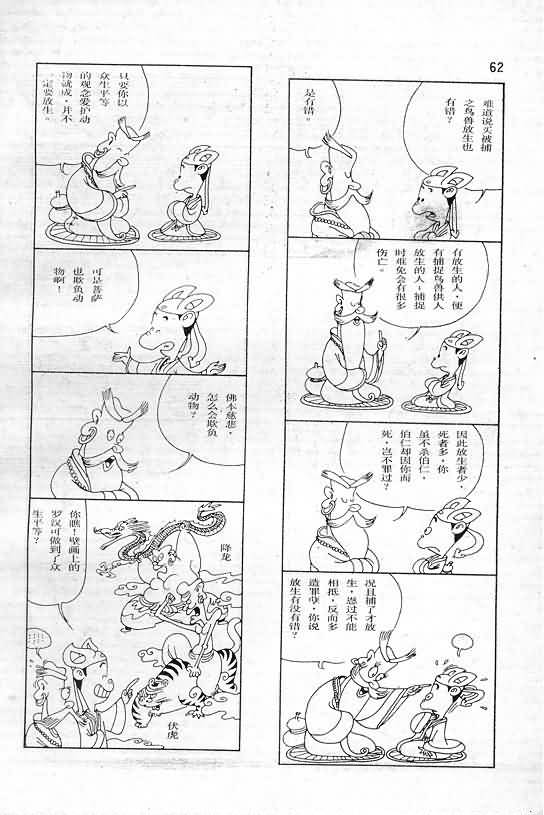 62
难道说买被捕
之鸟兽放生也
有错？
是有错。
有放生的人，便
有捕捉鸟兽供人
放生的人；捕捉
时难免会有很多
伤亡。
因此放生者少，
死者多，你
虽不杀伯仁，
伯仁却因你而
死，岂不罪过？
况且捕了才放
生，恩过不能
相抵，反而多
造罪孽，你说
放生有没有错？
只要你以
众生平等
的观念爱护动
物就成，并不
一定要放生。
可是菩萨
也欺负动
物啊！
佛本慈悲，
怎么会欺负
动物？
降龙
伏虎
你瞧！壁画上的
罗汉可做到了众
生平等？